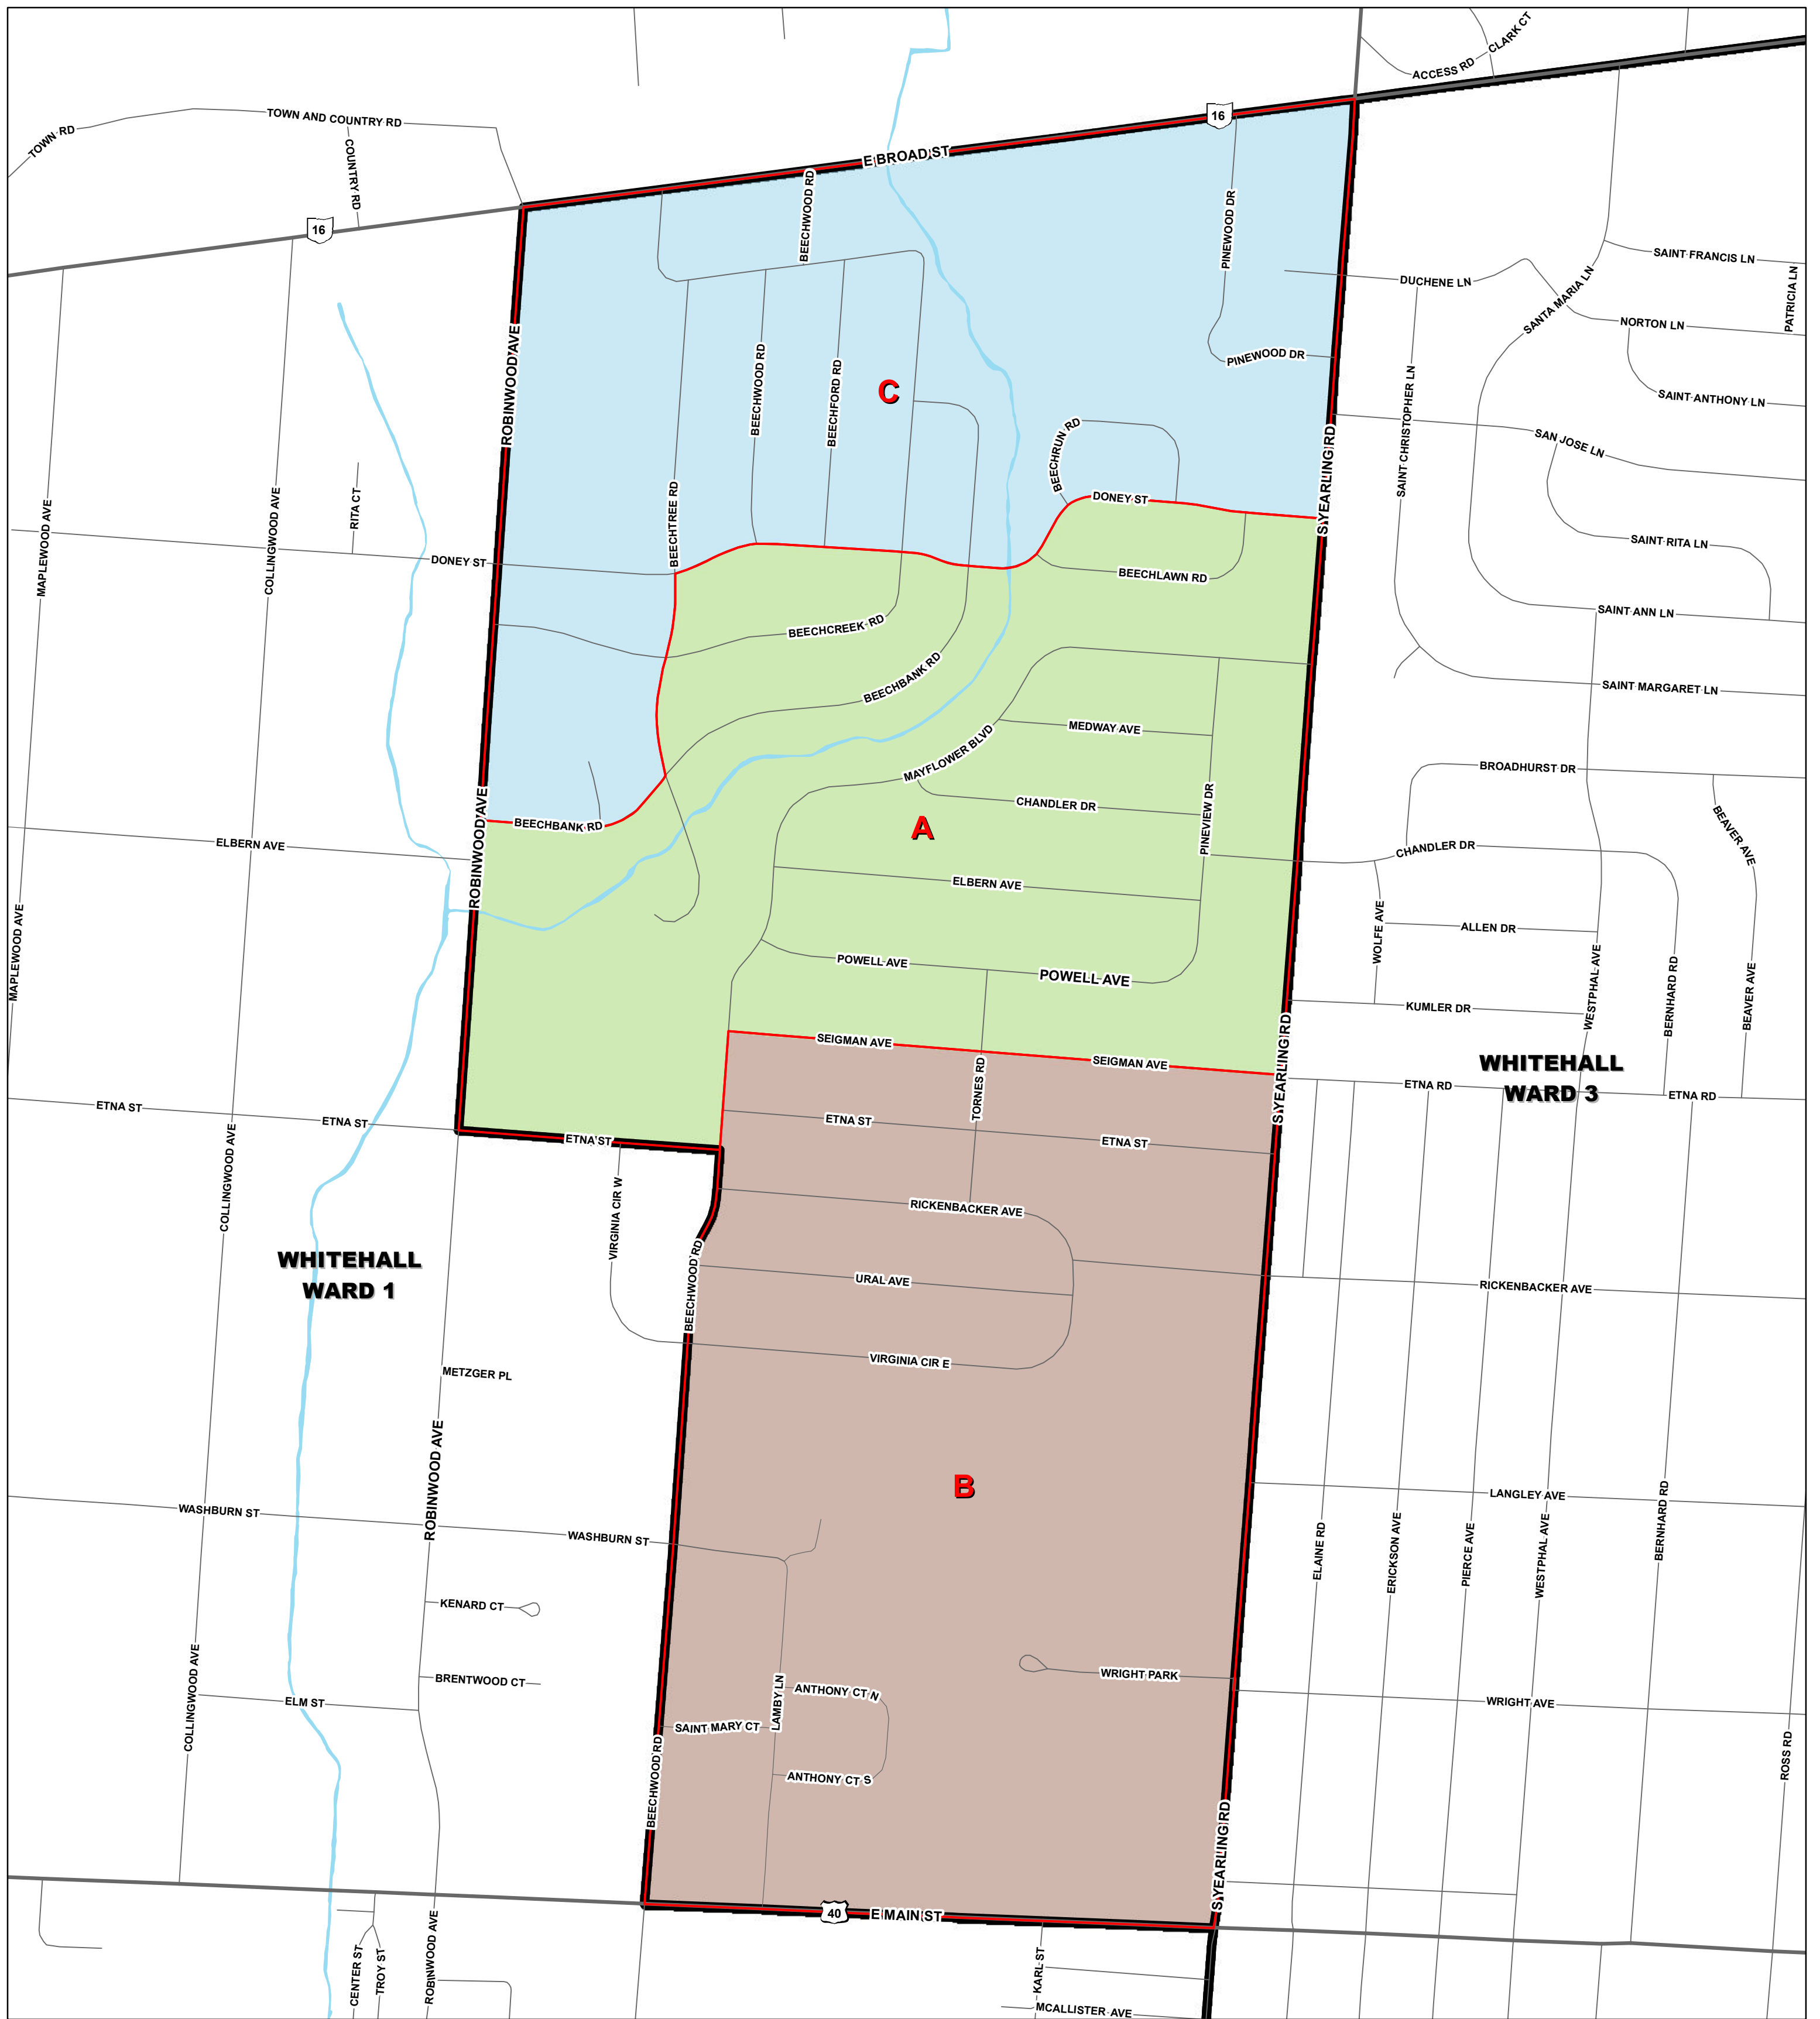 CLARK CT
ACCESS RD
TOWN RD
TOWN AND COUNTRY RD
COUNTRY RD
16
16
E BROAD ST
BEECHWOOD RD
PINEWOOD DR
PINEWOOD DR
DUCHENE LN
SAINT FRANCIS LN
PATRICIA LN
SANTA MARIA LN
NORTON LN
SAINT ANTHONY LN
SAINT CHRISTOPHER LN
SAN JOSE LN
ROBINWOOD AVE
BEECHWOOD RD
BEECHFORD RD
C
BEECHRUN RD
S YEARLING RD
DONEY ST
MAPLEWOOD AVE
COLLINGWOOD AVE
RITA CT
DONEY ST
BEECHTREE RD
BEECHLAWN RD
SAINT RITA LN
SAINT ANN LN
BEECHCREEK RD
BEECHBANK RD
SAINT MARGARET LN
MEDWAY AVE
MAYFLOWER BLVD
BROADHURST DR
CHANDLER DR
PINEVIEW DR
BEAVER AVE
A
ROBINWOOD AVE
BEECHBANK RD
ELBERN AVE
CHANDLER DR
ELBERN AVE
MAPLEWOOD AVE
WOLFE AVE
ALLEN DR
POWELL AVE
POWELL AVE
WESTPHAL AVE
BERNHARD RD
BEAVER AVE
KUMLER DR
SEIGMAN AVE
SEIGMAN AVE
S YEARLING RD
WHITEHALL
WARD 3
TORNES RD
ETNA RD
ETNA RD
ETNA ST
ETNA ST
ETNA ST
ETNA ST
ETNA ST
COLLINGWOOD AVE
VIRGINIA CIR W
RICKENBACKER AVE
WHITEHALL
WARD 1
BEECHWOOD RD
URAL AVE
RICKENBACKER AVE
VIRGINIA CIR E
METZGER PL
ROBINWOOD AVE
B
LANGLEY AVE
WASHBURN ST
WASHBURN ST
ELAINE RD
ERICKSON AVE
PIERCE AVE
WESTPHAL AVE
BERNHARD RD
KENARD CT
BRENTWOOD CT
COLLINGWOOD AVE
ELM ST
LAMBY LN
ANTHONY CT N
WRIGHT PARK
WRIGHT AVE
SAINT MARY CT
ANTHONY CT S
BEECHWOOD RD
ROSS RD
S YEARLING RD
40
E MAIN ST
CENTER ST
TROY ST
ROBINWOOD AVE
KARL ST
MCALLISTER AVE